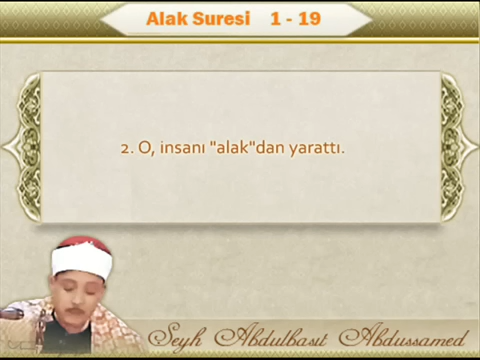 Alak Suresi 1 - 19
2. O, insanı "alak"dan yarattı.
Şeyh Abdulbasit Abdussamed